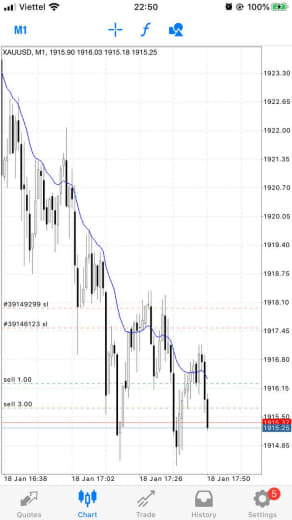 Viettel
22:50
100%
M1
f
XAUUSD, M1, 1915.90 1916.03 1915.18 1915.25
1923.30
1922.65
1922.00
1921.35
1920.70
1920.05
1919.40
1918.75
1918.10
#39149299 sl
1917.45
#39146123 sl
1916.80
sell 1.00
1916.15
sell 3.00
1915.50
1915.37
1915.25
1914.85
18 Jan 16:38
18 Jan 17:02
18 Jan 17:26
18 Jan 17:50
5
Quotes
Chart
Trade
History
Settings